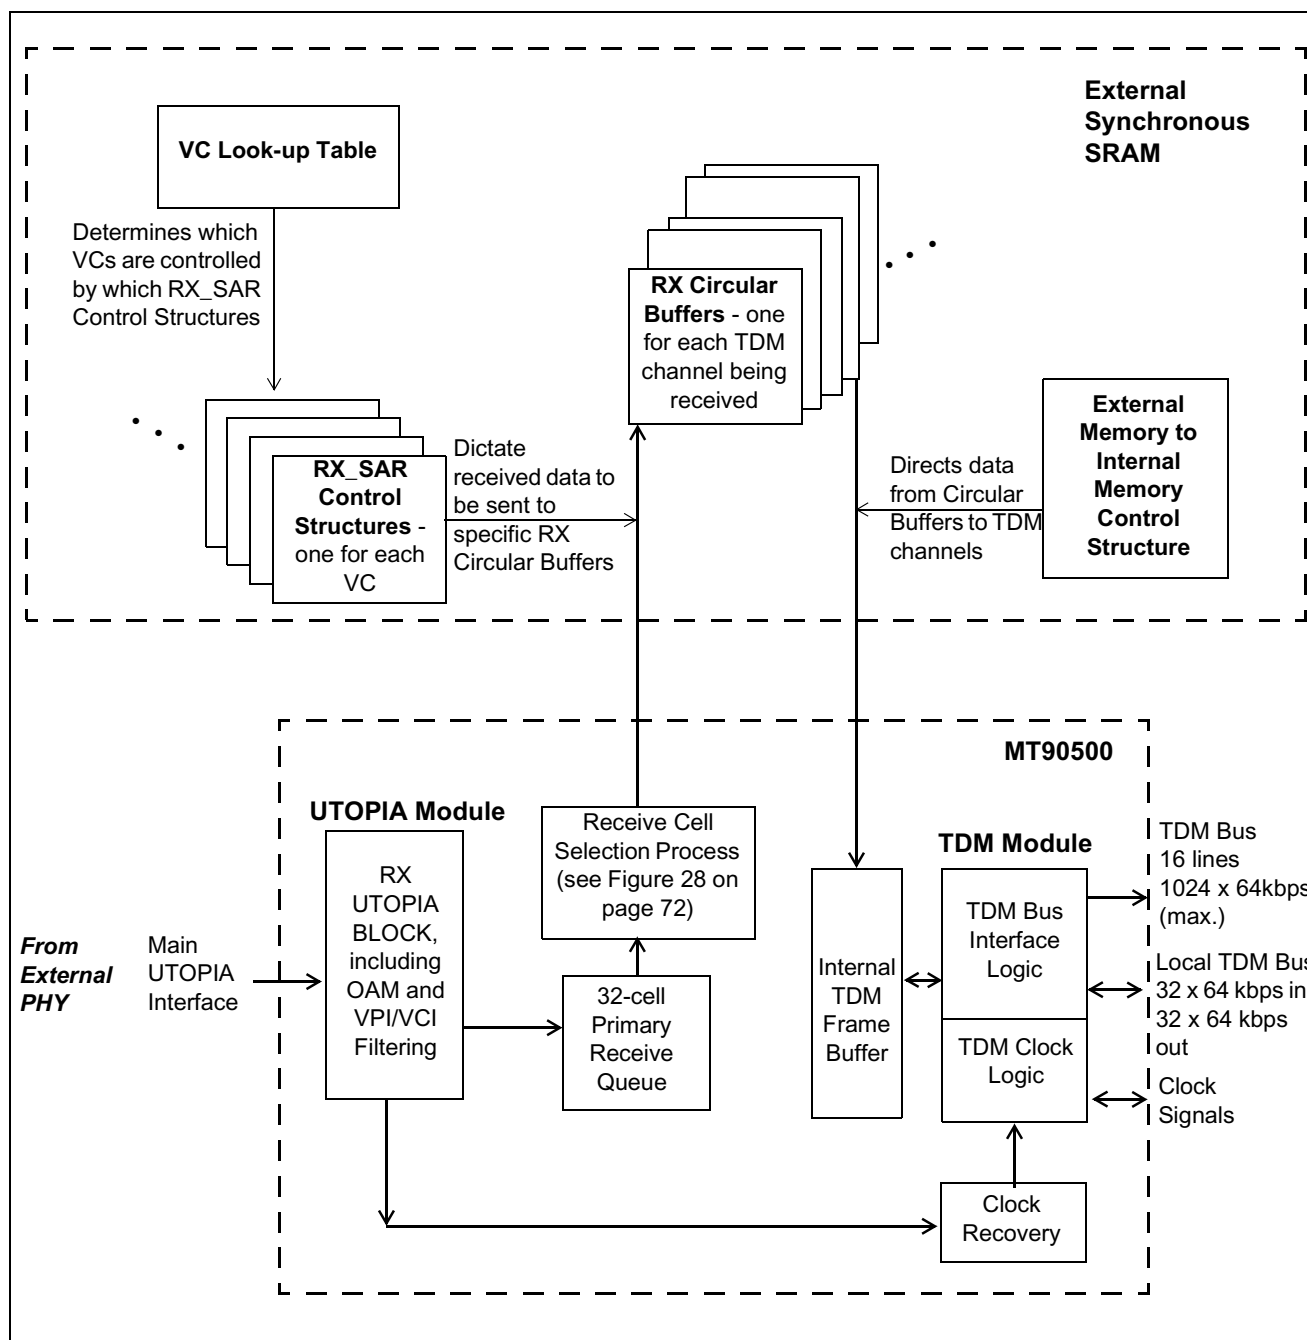 External
Synchronous
SRAM
VC Look-up Table
Determines which
VCs are controlled
by which RX_SAR
Control Structures
RX Circular
Buffers - one
for each TDM
channel being
received
RX_SAR
Control
Structures -
one for each
VC
Dictate
received data to
be sent to
specific RX
Circular Buffers
Directs data
from Circular
Buffers to TDM
channels
External
Memory to
Internal
Memory
Control
Structure
MT90500
UTOPIA Module
RX
UTOPIA
BLOCK,
including
OAM and
VPI/VCI
Filtering
Receive Cell
Selection Process
(see Figure 28 on
page 72)
32-cell
Primary
Receive
Queue
From
External
PHY
Main
UTOPIA
Interface
Internal
TDM
Frame
Buffer
TDM Module
TDM Bus
Interface
Logic
TDM Clock
Logic
Clock
Recovery
TDM Bus
16 lines
1024 x 64kbps
(max.)
Local TDM Bus
32 x 64 kbps in
32 x 64 kbps
out
Clock
Signals